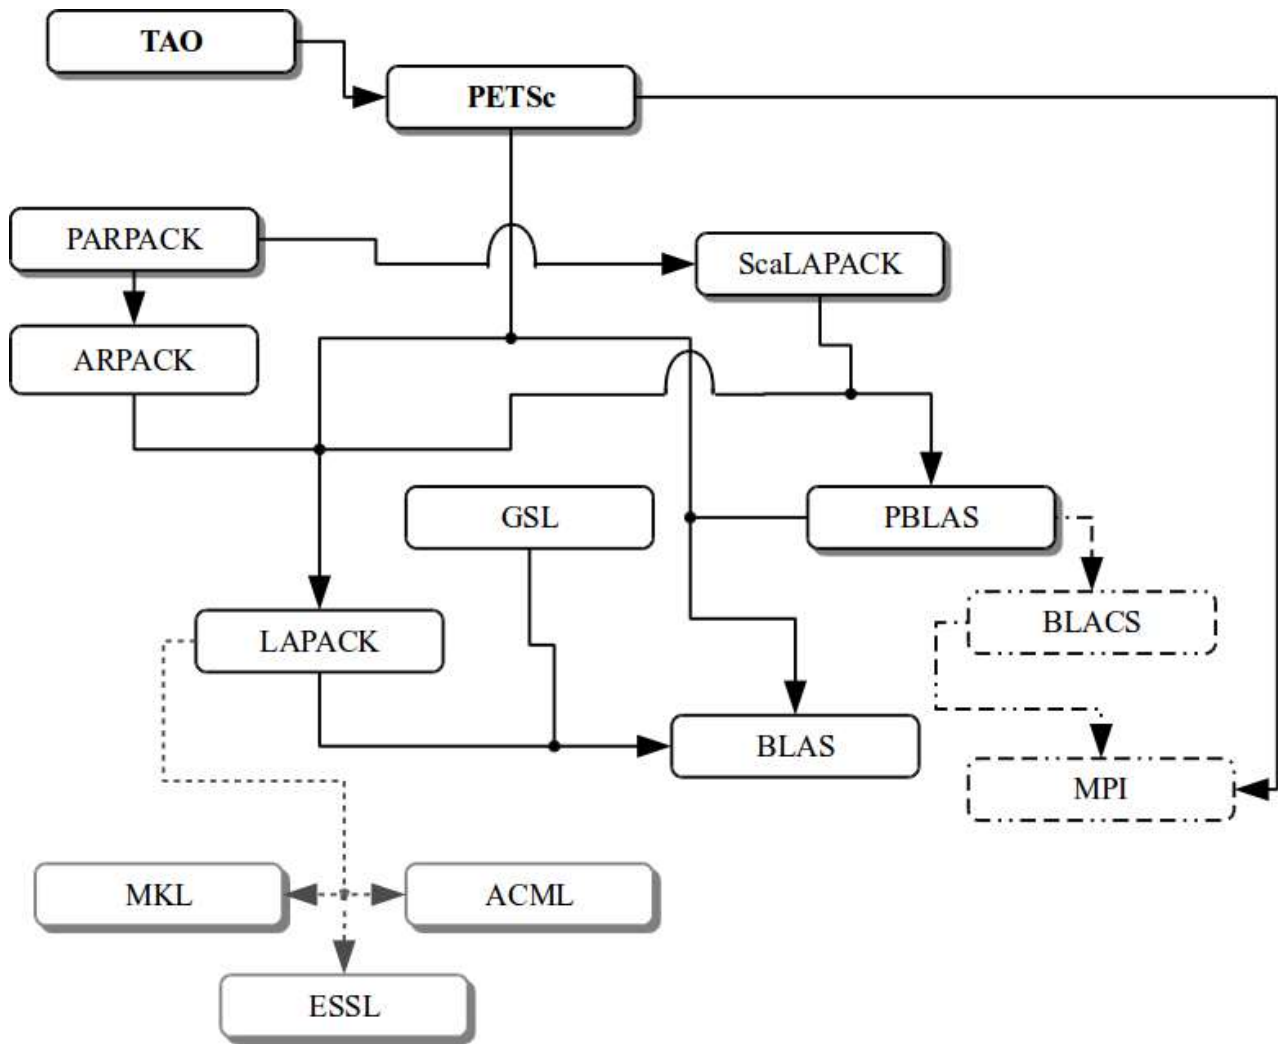 TAO
PETSc
PARPACK
ScaLAPACK
ARPACK
GSL
PBLAS
LAPACK
BLACS
BLAS
MPI
MKL
ACML
ESSL